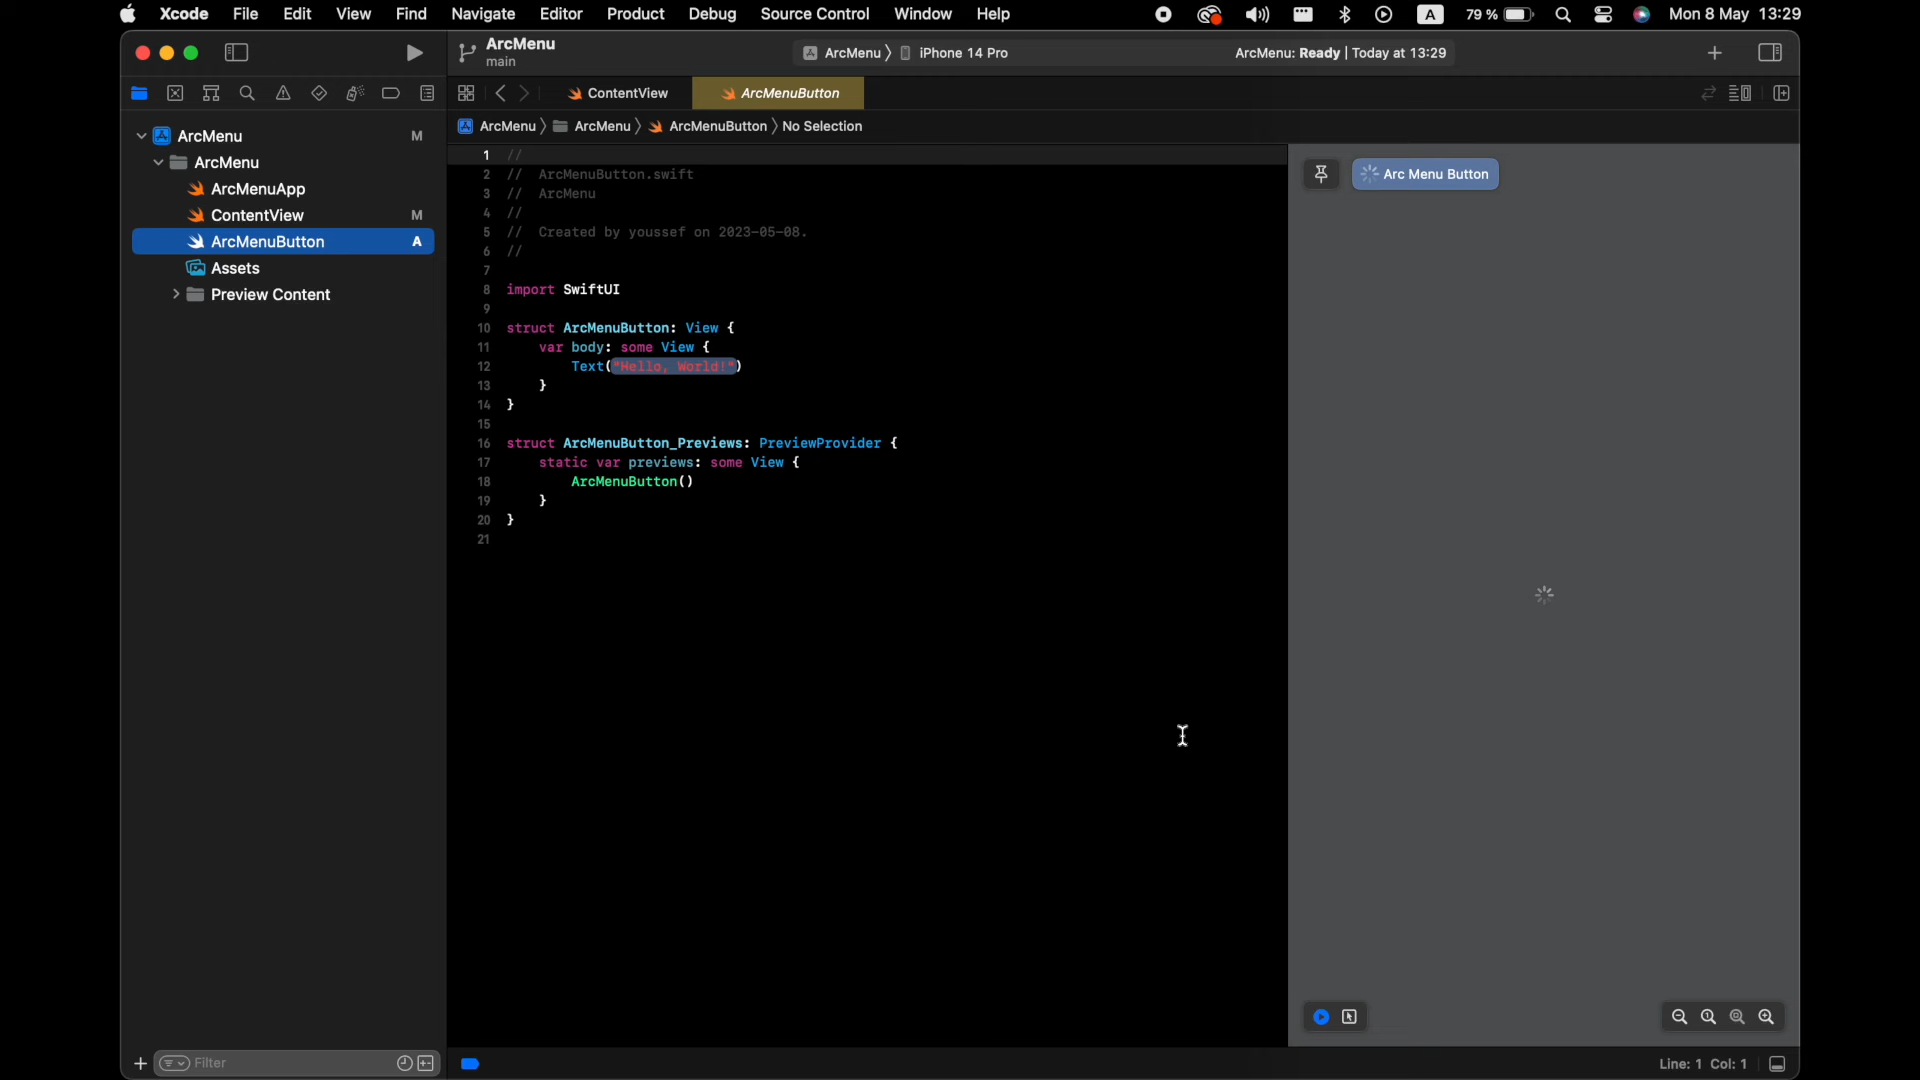 Xcode File Edit View Find Navigate Editor Product Debug Source Control Window Help A 79 % Mon 8 May 13:29
ArcMenu
main
ArcMenu 〉 iPhone 14 Pro
ArcMenu: Ready | Today at 13:29
ContentView
ArcMenuButton
ArcMenu 〉 ArcMenu 〉 ArcMenuButton 〉 No Selection
ArcMenu M
ArcMenu
ArcMenuApp
ContentView M
ArcMenuButton A
Assets
Preview Content
1 //
2 // ArcMenuButton.swift
3 // ArcMenu
4 //
5 // Created by youssef on 2023-05-08.
6 //
7
8 import SwiftUI
9
10 struct ArcMenuButton: View {
11 var body: some View {
12 Text("Hello, World!")
13 }
14 }
15
16 struct ArcMenuButton_Previews: PreviewProvider {
17 static var previews: some View {
18 ArcMenuButton()
19 }
20 }
21
Arc Menu Button
Filter
Line: 1 Col: 1